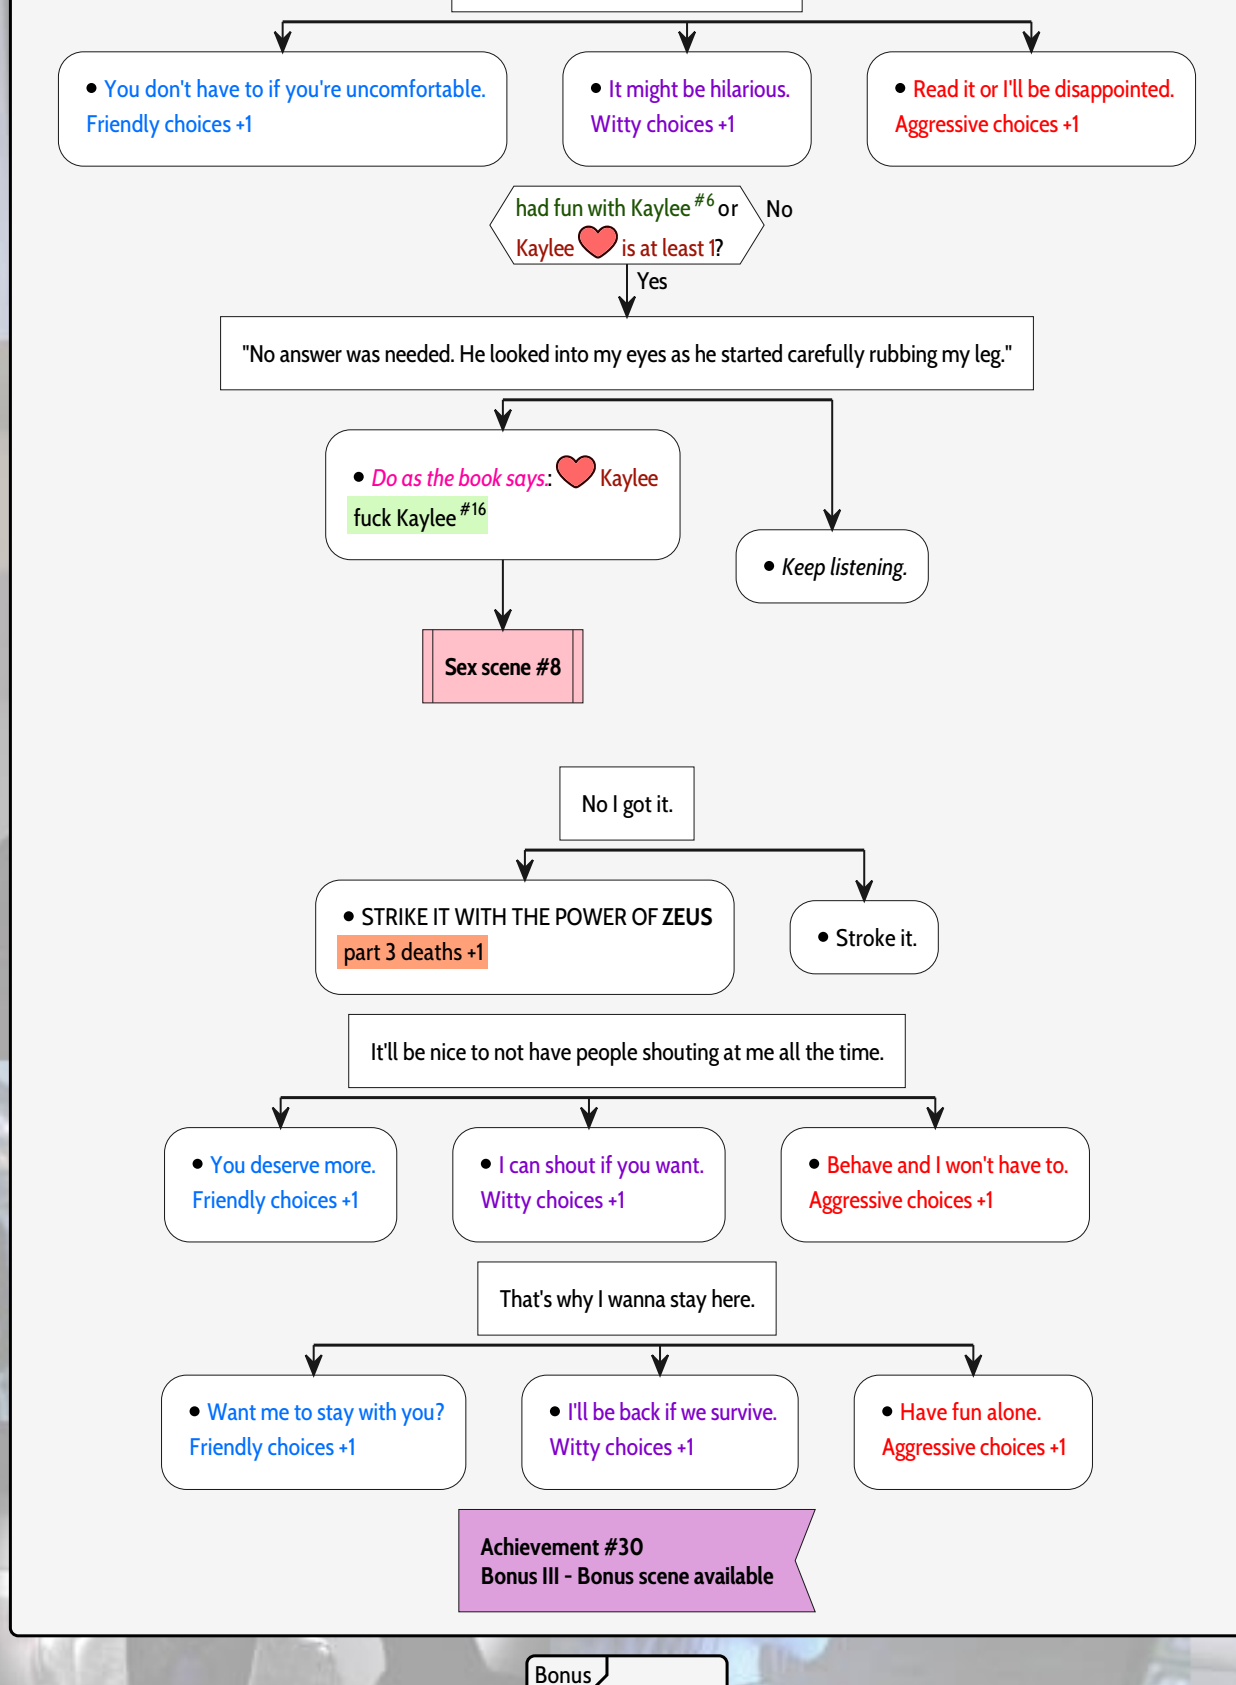 • You don't have to if you're uncomfortable.
Friendly choices +1
• It might be hilarious.
Witty choices +1
• Read it or I'll be disappointed.
Aggressive choices +1
had fun with Kaylee #6 or
Kaylee is at least 1?
No
Yes
"No answer was needed. He looked into my eyes as he started carefully rubbing my leg."
• Do as the book says.: Kaylee
fuck Kaylee #16
• Keep listening.
Sex scene #8
No I got it.
• STRIKE IT WITH THE POWER OF ZEUS
part 3 deaths +1
• Stroke it.
It'll be nice to not have people shouting at me all the time.
• You deserve more.
Friendly choices +1
• I can shout if you want.
Witty choices +1
• Behave and I won't have to.
Aggressive choices +1
That's why I wanna stay here.
• Want me to stay with you?
Friendly choices +1
• I'll be back if we survive.
Witty choices +1
• Have fun alone.
Aggressive choices +1
Achievement #30
Bonus III - Bonus scene available
Bonus